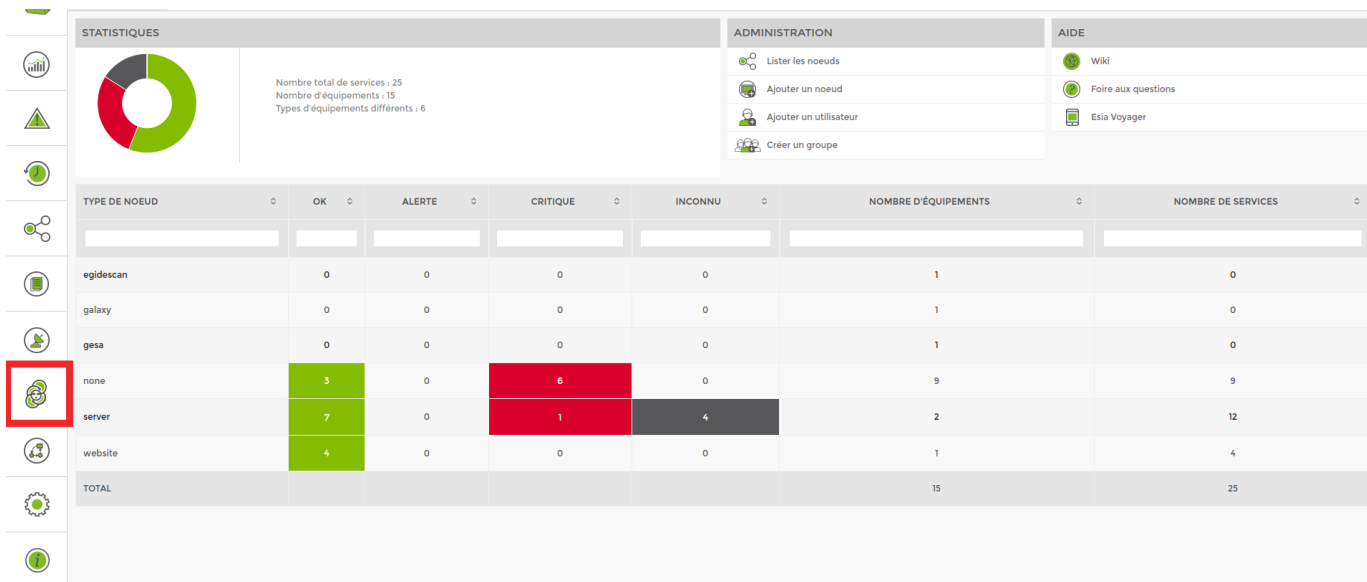 STATISTIQUES
Nombre total de services : 25
Nombre d'équipements : 15
Types d'équipements différents : 6
ADMINISTRATION
Lister les noeuds
Ajouter un noeud
Ajouter un utilisateur
Créer un groupe
AIDE
Wiki
Foire aux questions
Esia Voyager
TYPE DE NOEUD OK ALERTE CRITIQUE INCONNU NOMBRE D'ÉQUIPEMENTS NOMBRE DE SERVICES
egidescan 0 0 0 0 1 0
galaxy 0 0 0 0 1 0
gesa 0 0 0 0 1 0
none 3 0 6 0 9 9
server 7 0 1 4 2 12
website 4 0 0 0 1 4
TOTAL 15 25